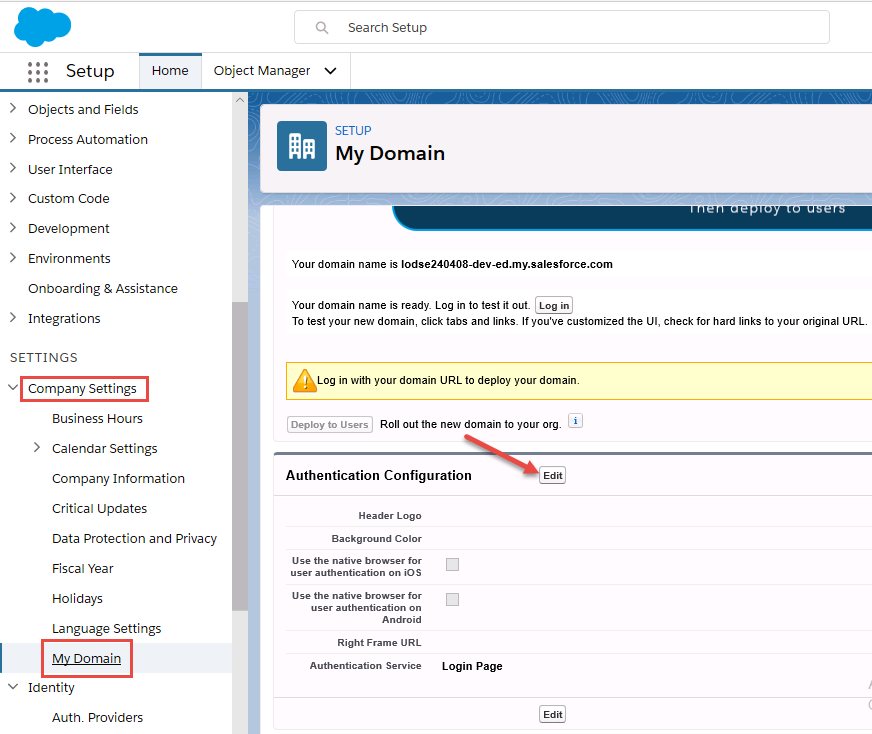 Search Setup
Setup
Home
Object Manager
Objects and Fields
Process Automation
User Interface
Custom Code
Development
Environments
Onboarding & Assistance
Integrations
SETTINGS
Company Settings
Business Hours
Calendar Settings
Company Information
Critical Updates
Data Protection and Privacy
Fiscal Year
Holidays
Language Settings
My Domain
Identity
Auth. Providers
SETUP
My Domain
Then deploy to users
Your domain name is lodse240408-dev-ed.my.salesforce.com
Your domain name is ready. Log in to test it out. Log in
To test your new domain, click tabs and links. If you've customized the UI, check for hard links to your original URL.
Log in with your domain URL to deploy your domain.
Deploy to Users Roll out the new domain to your org. i
Authentication Configuration Edit
Header Logo
Background Color
Use the native browser for
user authentication on iOS
Use the native browser for
user authentication on
Android
Right Frame URL
Authentication Service Login Page
Edit